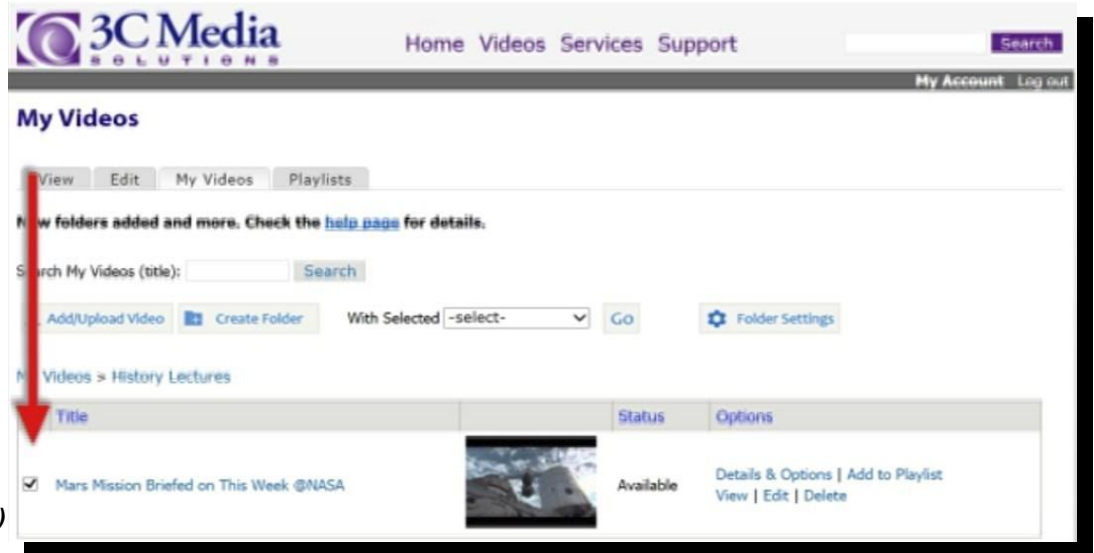 3C Media
SOLUTIONS
Home Videos Services Support
Search
My Account Log out
My Videos
View Edit My Videos Playlists
New folders added and more. Check the help page for details.
Search My Videos (title): Search
Add/Upload Video Create Folder With Selected -select- Go Folder Settings
My Videos > History Lectures
Title Status Options
Mars Mission Briefed on This Week @NASA Available Details & Options | Add to Playlist
View | Edit | Delete
)